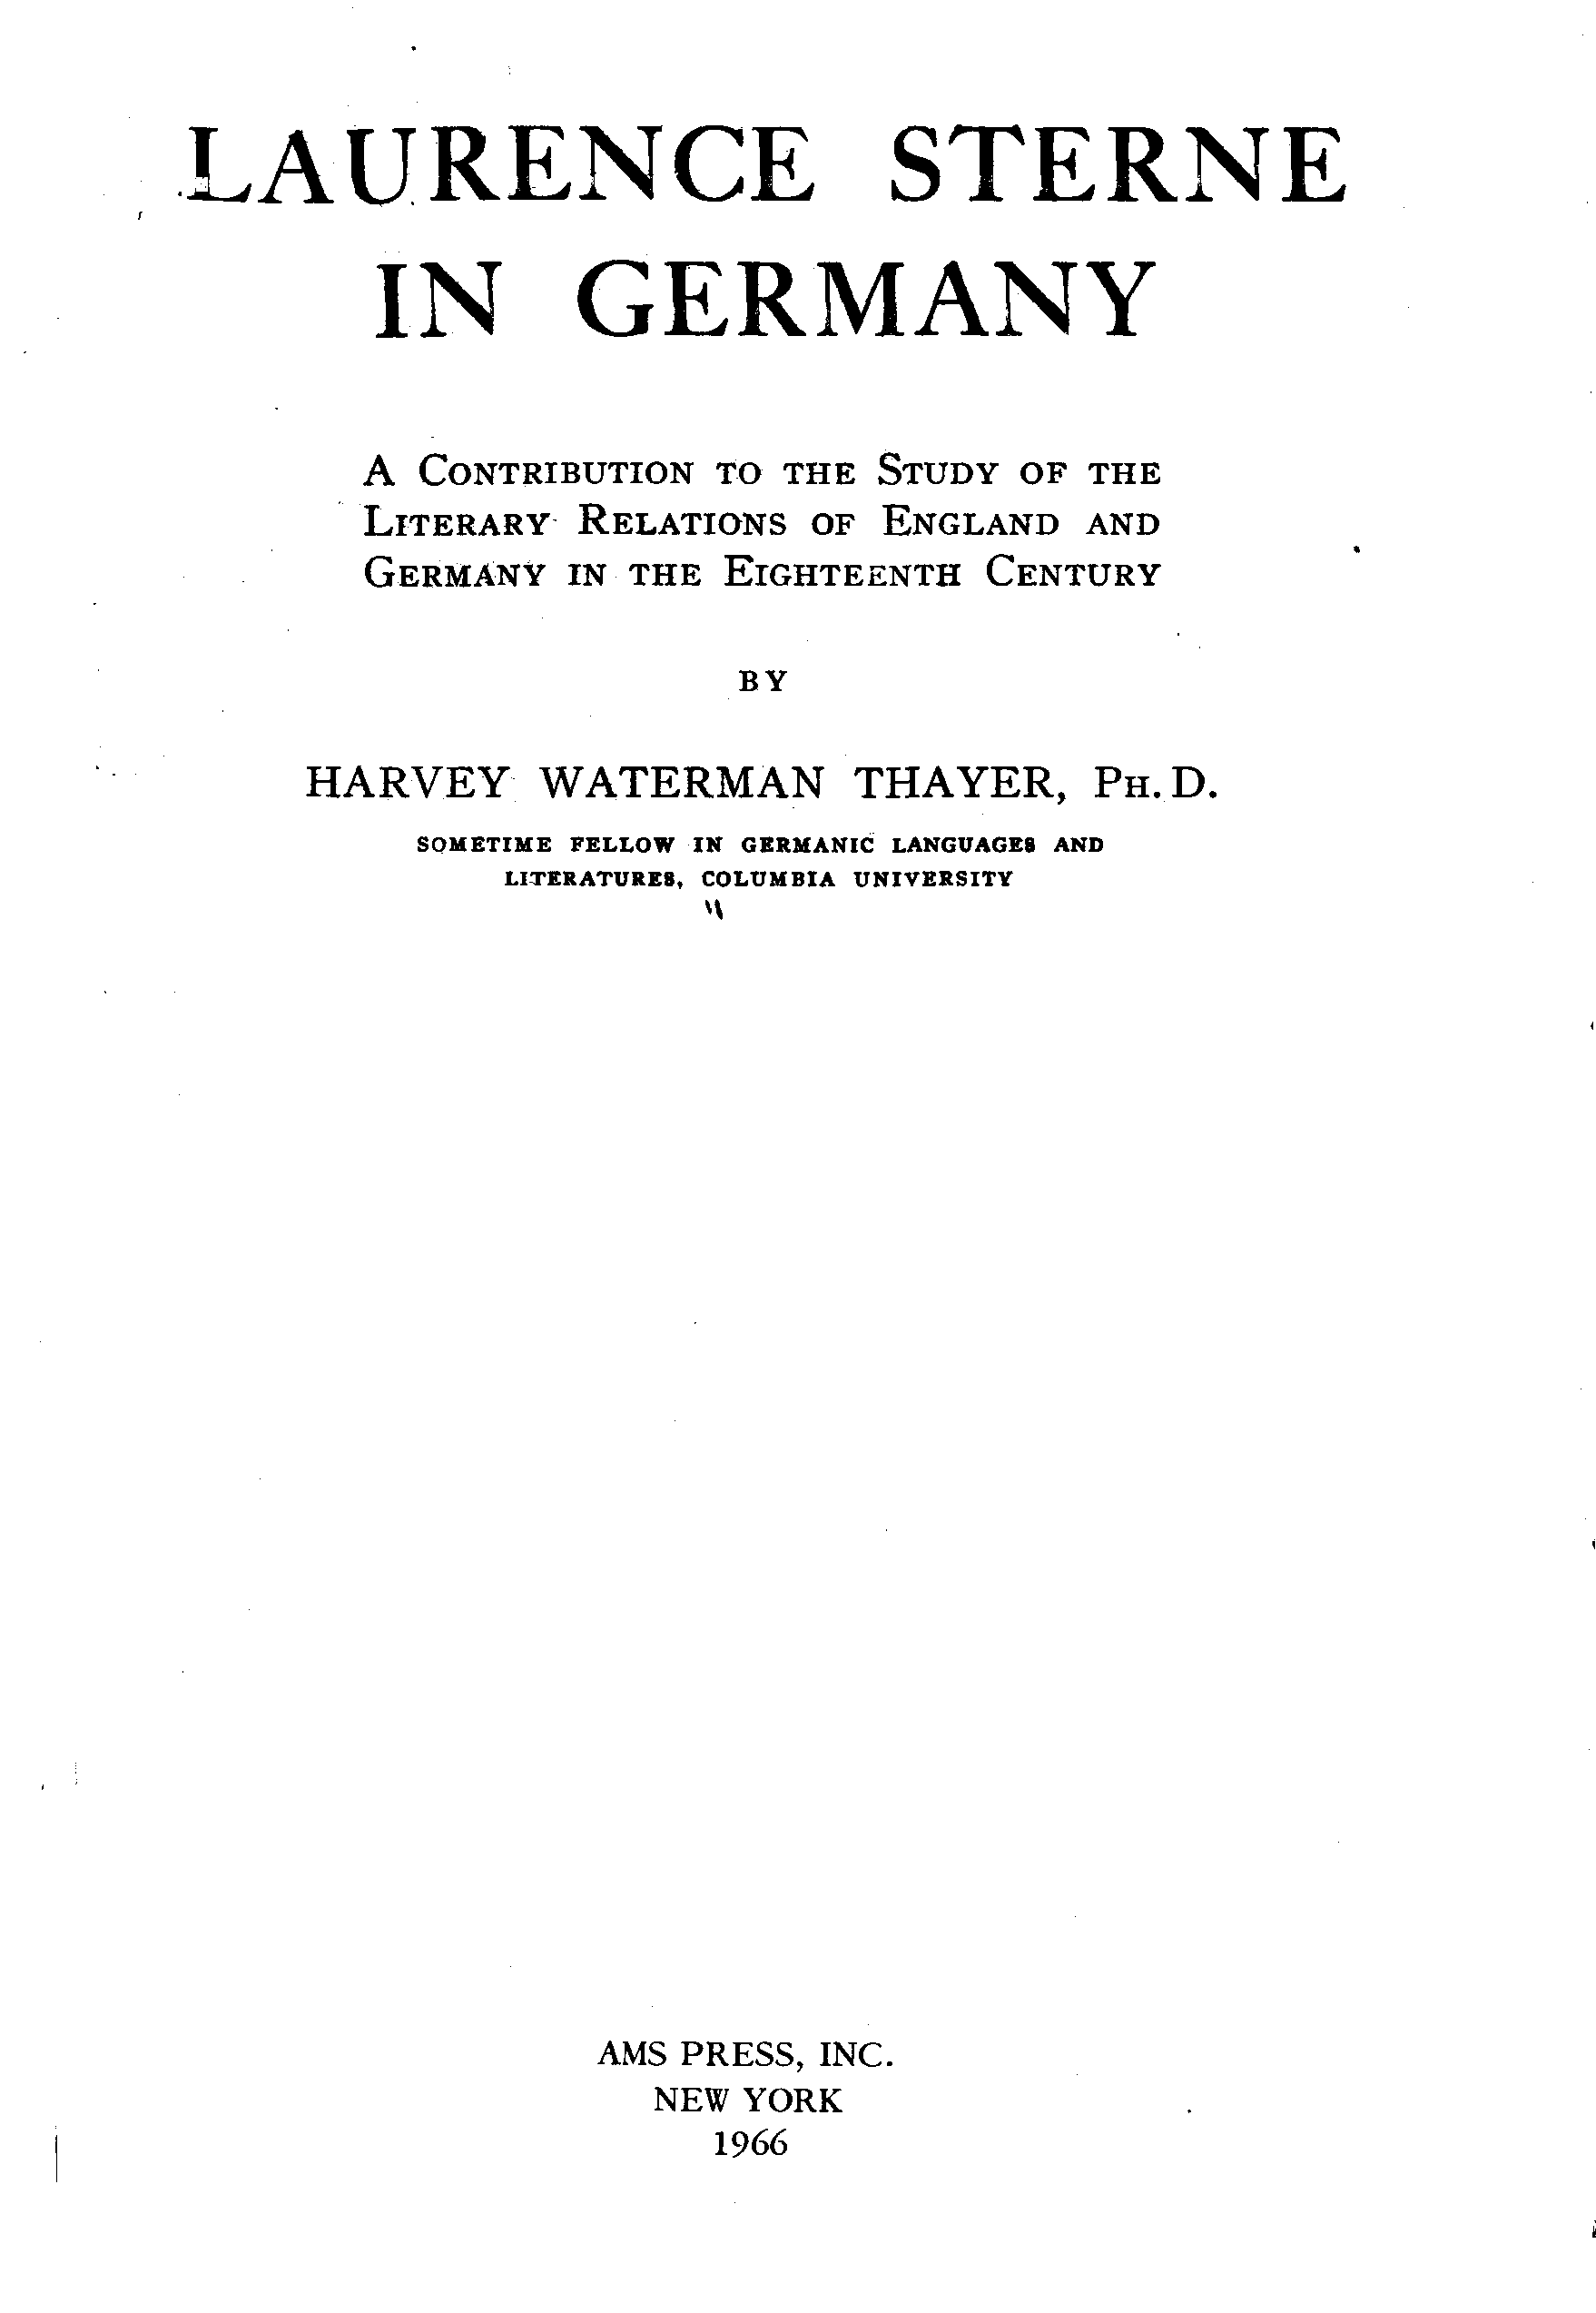 LAURENCE STERNE
IN GERMANY
A Contribution to the Study of the
Literary Relations of England and
Germany in the Eighteenth Century
BY
HARVEY WATERMAN THAYER, Ph.D.
SOMETIME FELLOW IN GERMANIC LANGUAGES AND
LITERATURES, COLUMBIA UNIVERSITY
AMS PRESS, INC.
NEW YORK
1966